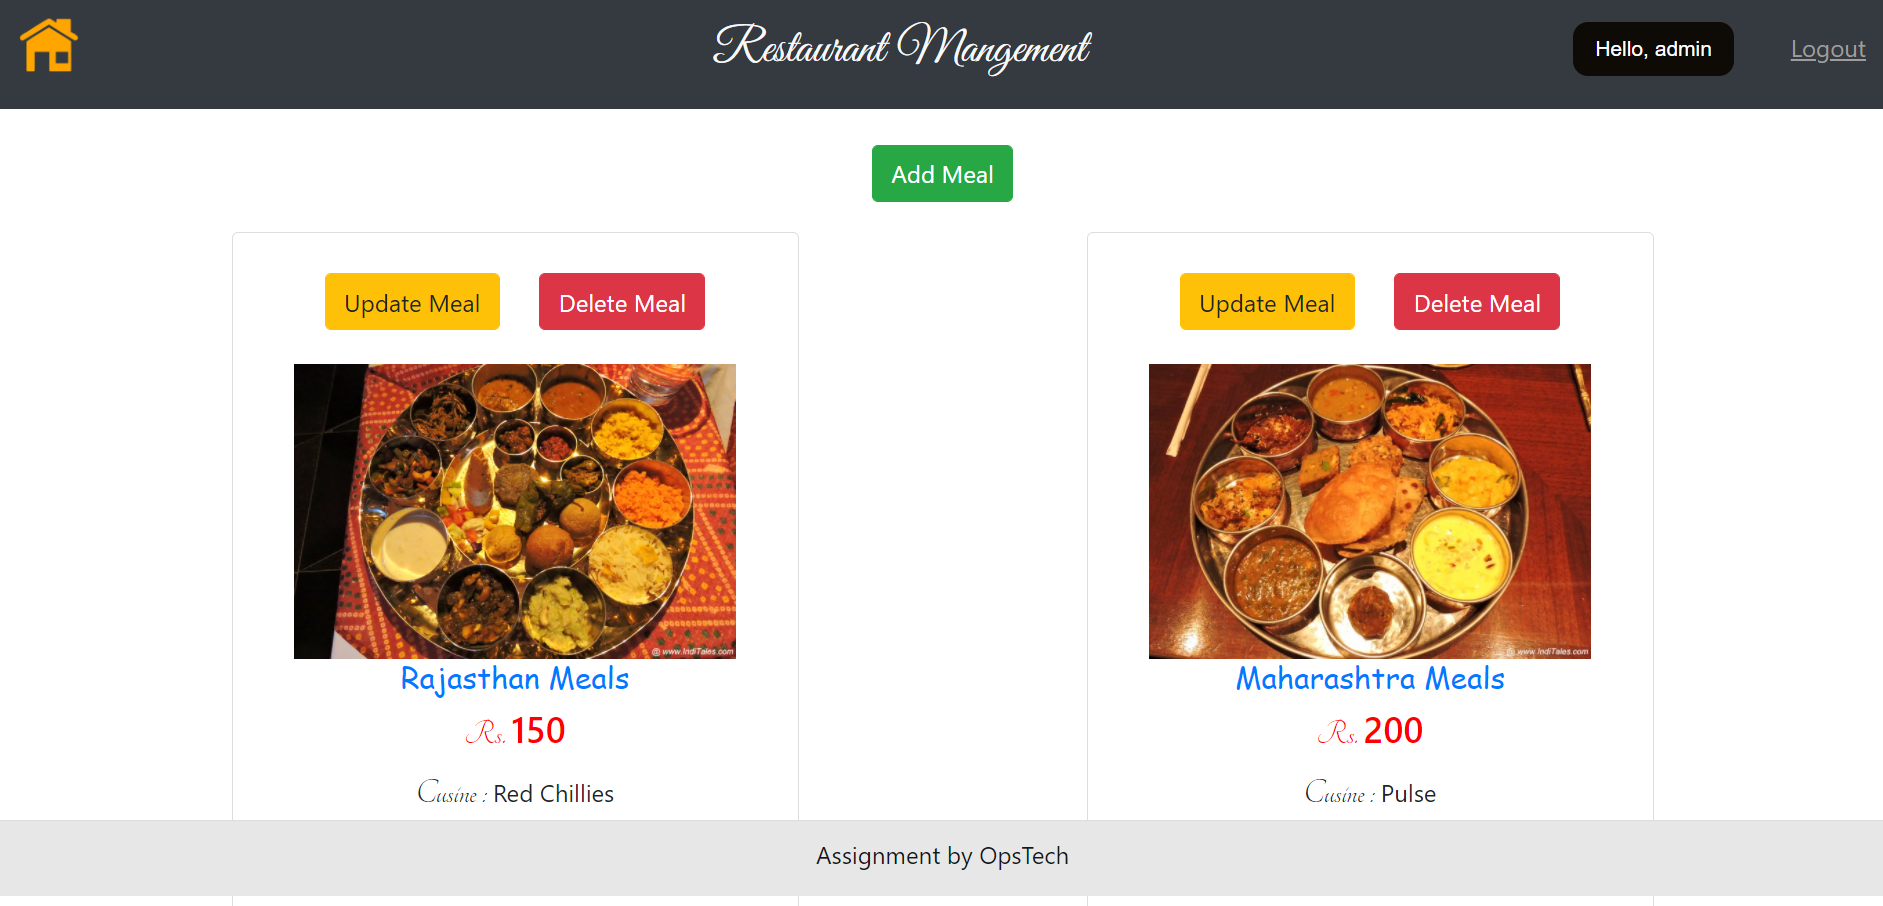 Restaurant Mangement
Hello, admin
Logout
Add Meal
Update Meal
Delete Meal
@ www.IndiTales.com
Rajasthan Meals
Rs. 150
Cusine : Red Chillies
Update Meal
Delete Meal
@ www.IndiTales.com
Maharashtra Meals
Rs. 200
Cusine : Pulse
Assignment by OpsTech